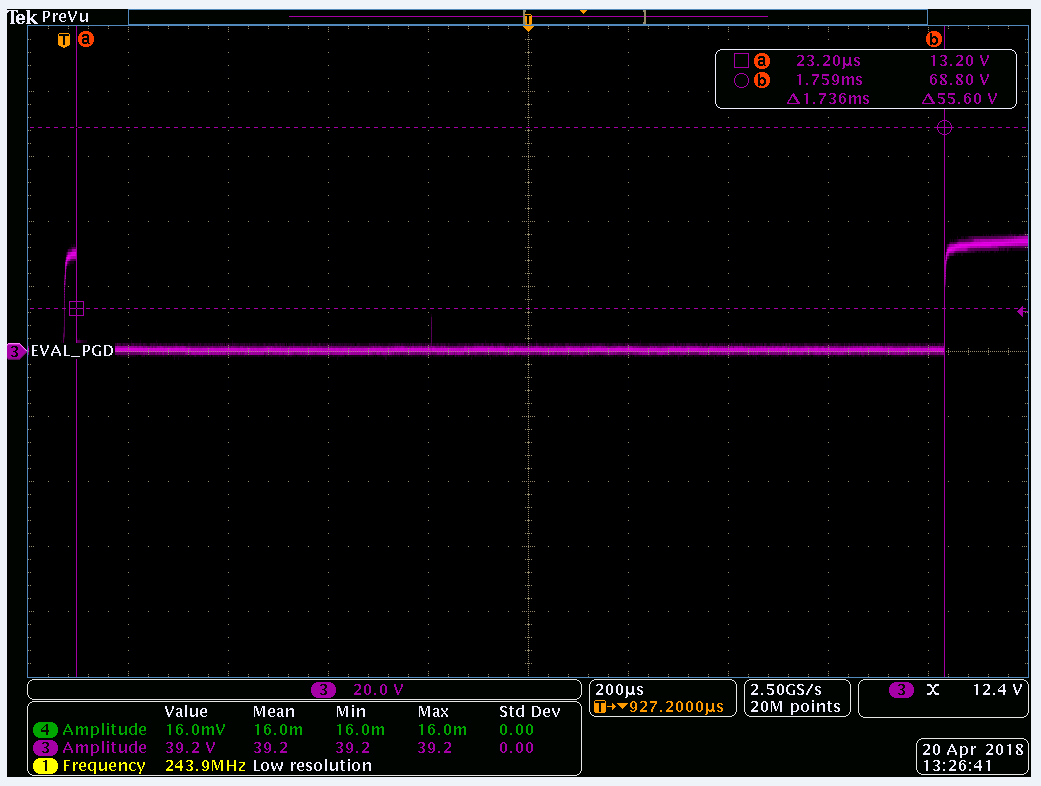 Tek PreVu
T
T a b
a 23.20µs 13.20 V
b 1.759ms 68.80 V
Δ1.736ms Δ55.60 V
3 EVAL_PGD
3 20.0 V
200µs
T→▼927.2000µs
2.50GS/s
20M points
3 12.4 V
Value Mean Min Max Std Dev
4 Amplitude 16.0mV 16.0m 16.0m 16.0m 0.00
3 Amplitude 39.2 V 39.2 39.2 39.2 0.00
1 Frequency 243.9MHz Low resolution
20 Apr 2018
13:26:41